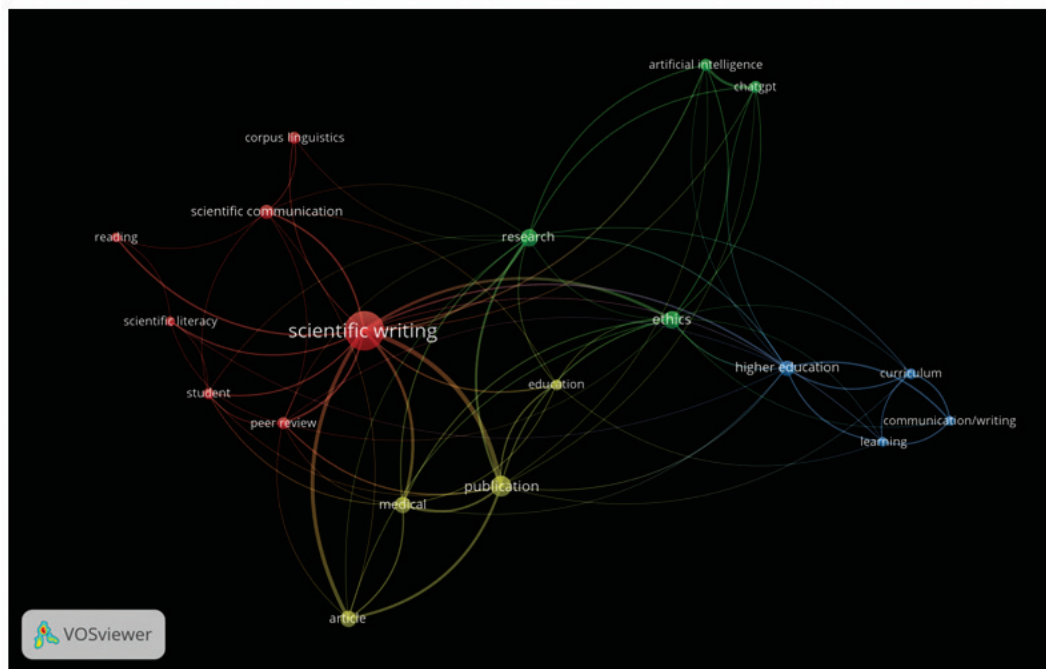 artificial intelligence
chatgpt
corpus linguistics
scientific communication
reading
research
scientific literacy
scientific writing
ethics
higher education
curriculum
education
student
peer review
communication/writing
learning
publication
medical
article
VOSviewer